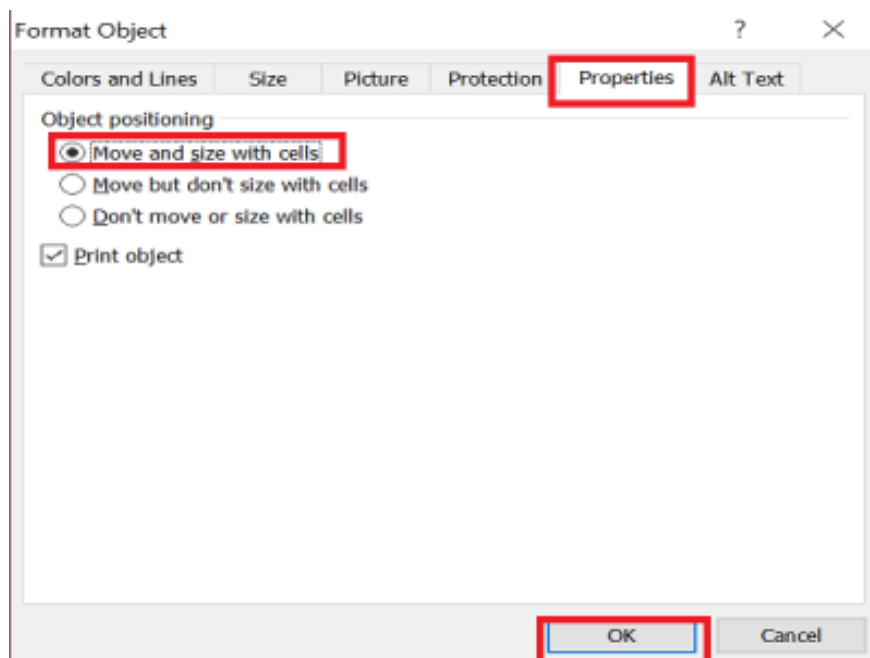 Format Object ?
Colors and Lines Size Picture Protection Properties Alt Text
Object positioning
Move and size with cells
Move but don't size with cells
Don't move or size with cells
Print object
OK Cancel